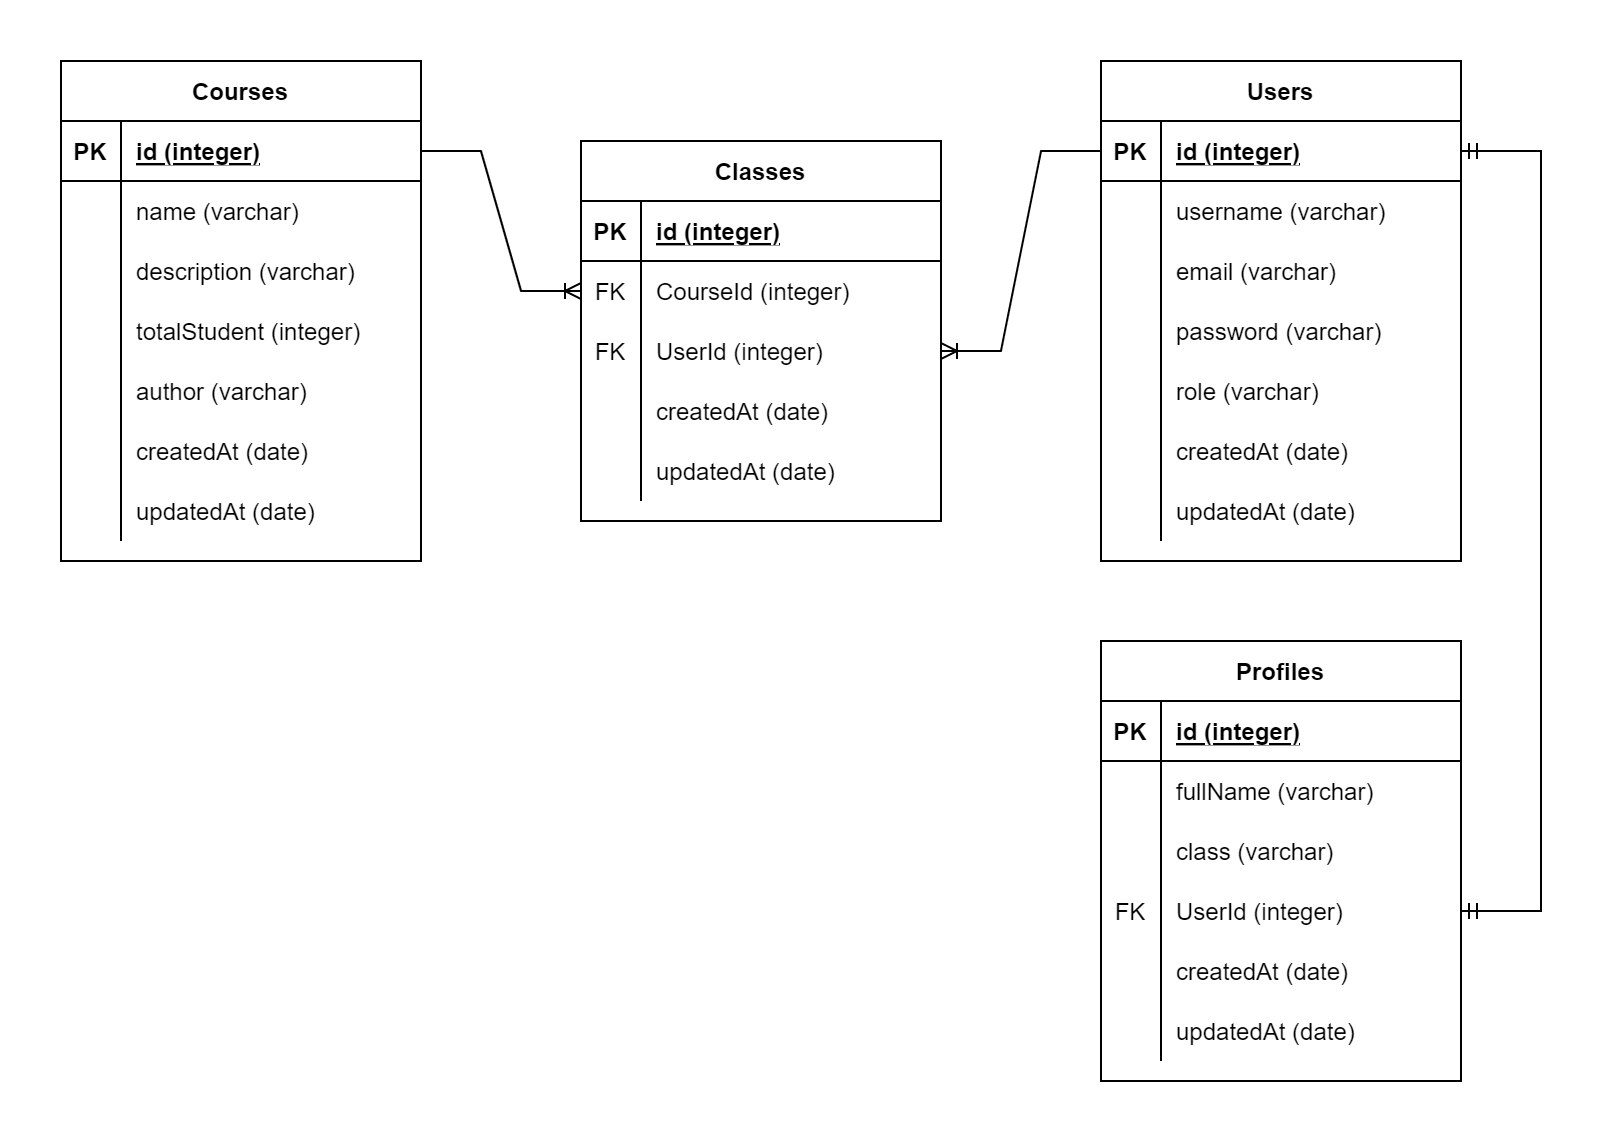 Courses
PK id (integer)
name (varchar)
description (varchar)
totalStudent (integer)
author (varchar)
createdAt (date)
updatedAt (date)
Classes
PK id (integer)
FK CourseId (integer)
FK UserId (integer)
createdAt (date)
updatedAt (date)
Users
PK id (integer)
username (varchar)
email (varchar)
password (varchar)
role (varchar)
createdAt (date)
updatedAt (date)
Profiles
PK id (integer)
fullName (varchar)
class (varchar)
FK UserId (integer)
createdAt (date)
updatedAt (date)